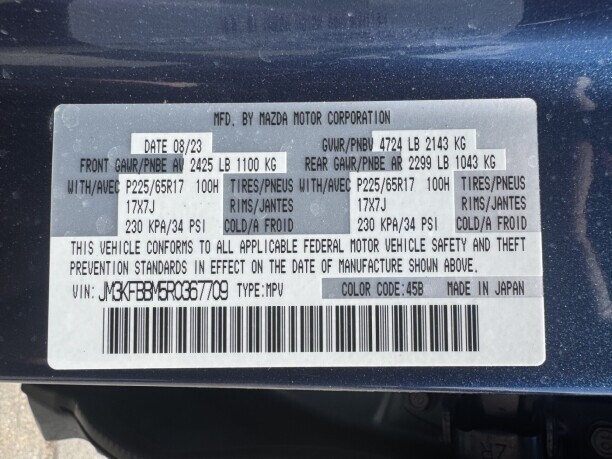 MFD. BY MAZDA MOTOR CORPORATION
DATE 08/23 GVWR/PNBV 4724 LB 2143 KG
FRONT GAWR/PNBE AV 2425 LB 1100 KG REAR GAWR/PNBE AR 2299 LB 1043 KG
WITH/AVEC P225/65R17 100H TIRES/PNEUS P225/65R17 100H TIRES/PNEUS
17X7J RIMS/JANTES 17X7J RIMS/JANTES
230 KPA/34 PSI COLD/A FROID 230 KPA/34 PSI COLD/A FROID
THIS VEHICLE CONFORMS TO ALL APPLICABLE FEDERAL MOTOR VEHICLE SAFETY AND THEFT
PREVENTION STANDARDS IN EFFECT ON THE DATE OF MANUFACTURE SHOWN ABOVE.
VIN: JM3KFBBM5R0367709 TYPE:MPV COLOR CODE:45B MADE IN JAPAN